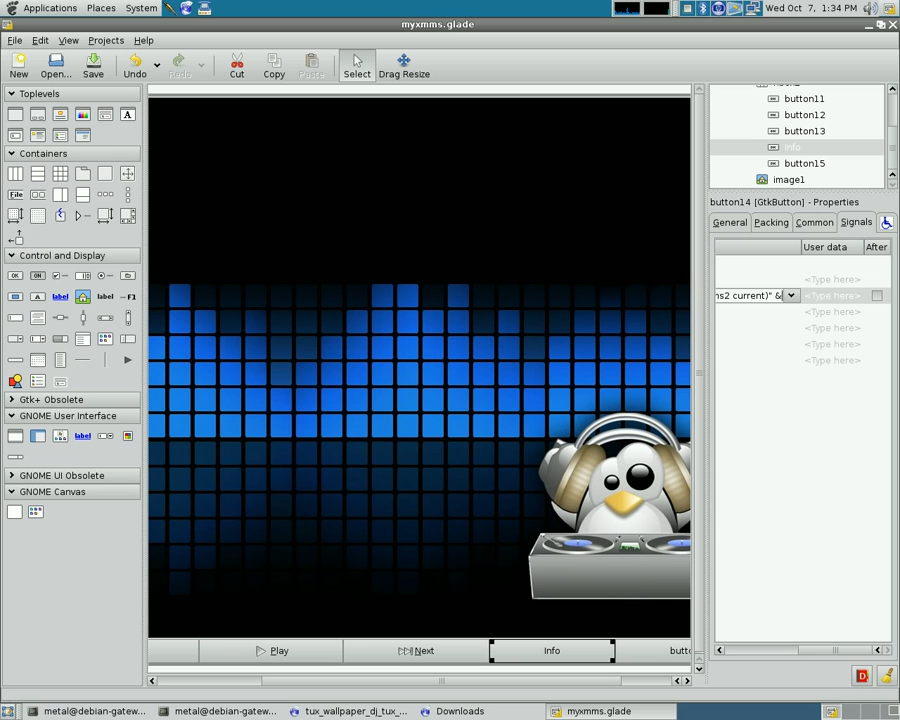 Applications Places System Wed Oct 7, 1:34 PM
myxmms.glade
File Edit View Projects Help
New Open... Save Undo Redo Cut Copy Paste Select Drag Resize
Toplevels
A
Containers
File
Control and Display
OK ON
A label label F1
Gtk+ Obsolete
GNOME User Interface
label
GNOME UI Obsolete
GNOME Canvas
button11
button12
button13
Info
button15
image1
button14 [GtkButton] - Properties
General Packing Common Signals
User data After
<Type here>
ns2 current)" & <Type here>
<Type here>
<Type here>
<Type here>
<Type here>
Play Next Info butto
D
metal@debian-gatew... metal@debian-gatew... tux_wallpaper_dj_tux_... Downloads myxmms.glade